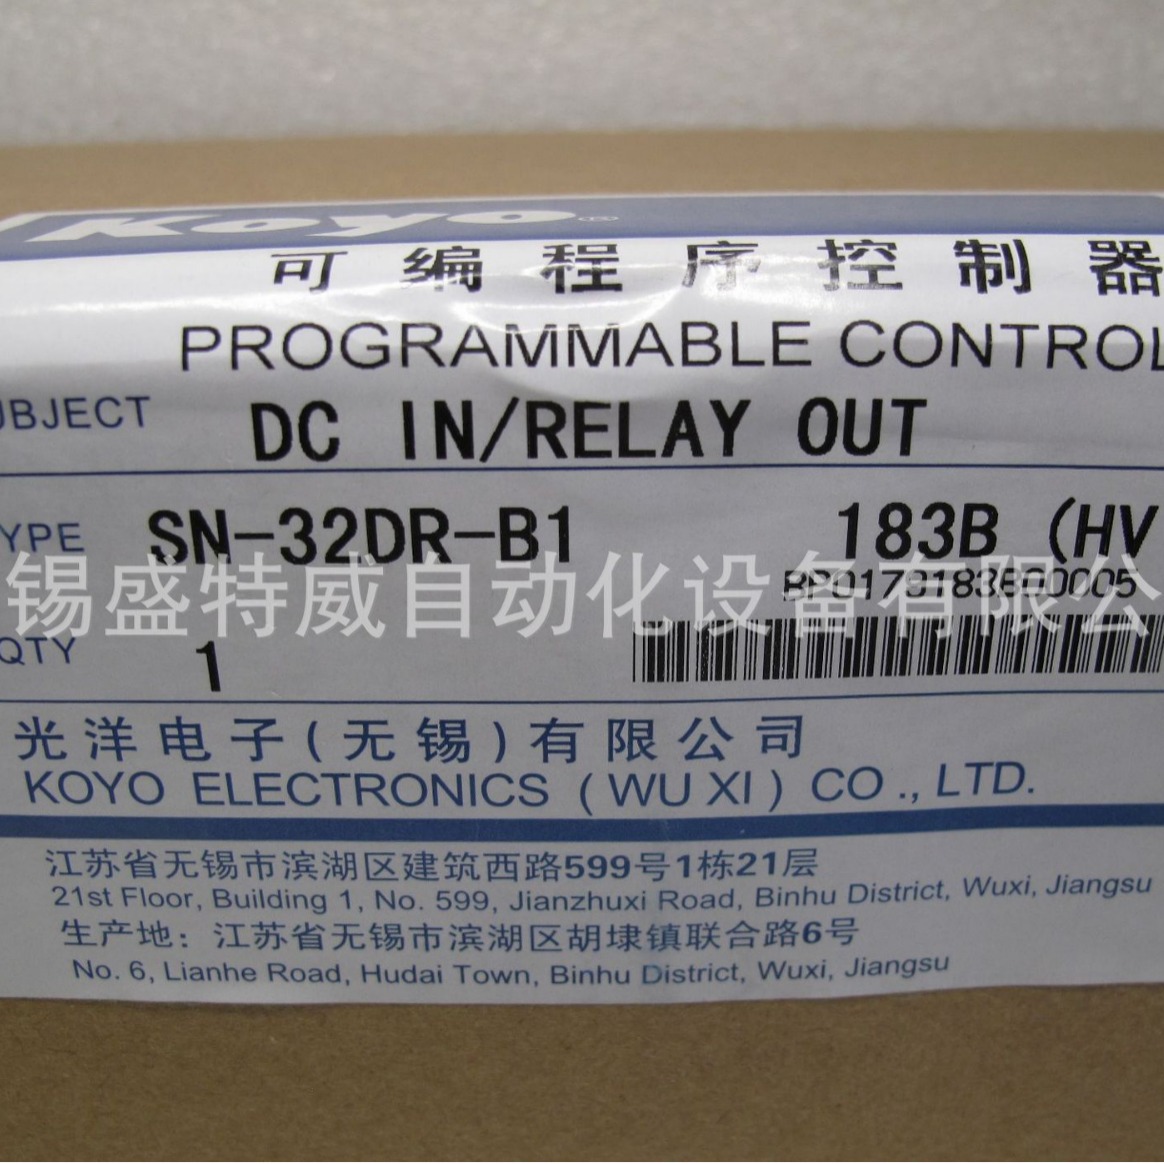 Koyo
可编程序控制器
PROGRAMMABLE CONTROL
UBJECT DC IN/RELAY OUT
TYPE SN-32DR-B1 183B (HV
BP0173183B00005
锡盛特威自动化设备有限公
QTY 1
光洋电子(无锡)有限公司
KOYO ELECTRONICS (WU XI) CO., LTD.
江苏省无锡市滨湖区建筑西路599号1栋21层
21st Floor, Building 1, No. 599, Jianzhuxi Road, Binhu District, Wuxi, Jiangsu
生产地：江苏省无锡市滨湖区胡埭镇联合路6号
No. 6, Lianhe Road, Hudai Town, Binhu District, Wuxi, Jiangsu